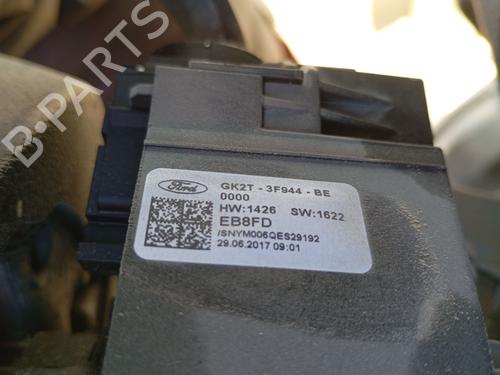 B-PARTS
Ford
GK2T - 3F944 - BE
0000
HW:1426 SW:1622
EB8FD
/SNYM006QES29192
29.06.2017 09:01